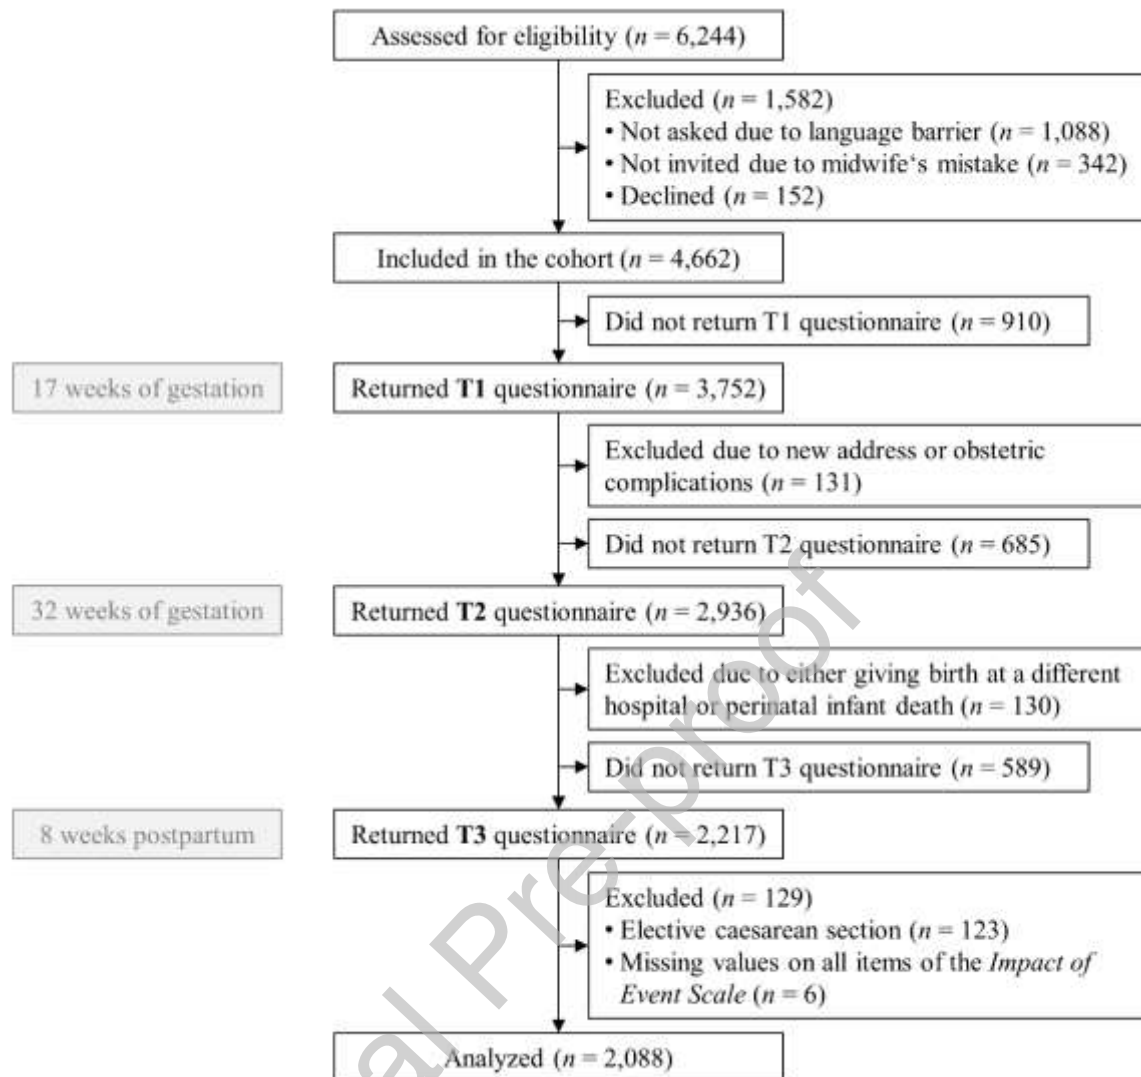 Assessed for eligibility (n = 6,244)
Excluded (n = 1,582)
• Not asked due to language barrier (n = 1,088)
• Not invited due to midwife‘s mistake (n = 342)
• Declined (n = 152)
Included in the cohort (n = 4,662)
Did not return T1 questionnaire (n = 910)
17 weeks of gestation
Returned T1 questionnaire (n = 3,752)
Excluded due to new address or obstetric
complications (n = 131)
Did not return T2 questionnaire (n = 685)
32 weeks of gestation
Returned T2 questionnaire (n = 2,936)
Excluded due to either giving birth at a different
hospital or perinatal infant death (n = 130)
Did not return T3 questionnaire (n = 589)
8 weeks postpartum
Returned T3 questionnaire (n = 2,217)
Excluded (n = 129)
• Elective caesarean section (n = 123)
• Missing values on all items of the Impact of
Event Scale (n = 6)
Analyzed (n = 2,088)
al Pre-proof